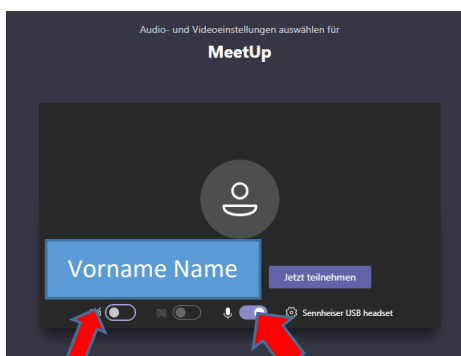 Audio- und Videoeinstellungen auswählen für
MeetUp
Vorname Name
Jetzt teilnehmen
Sennheiser USB headset